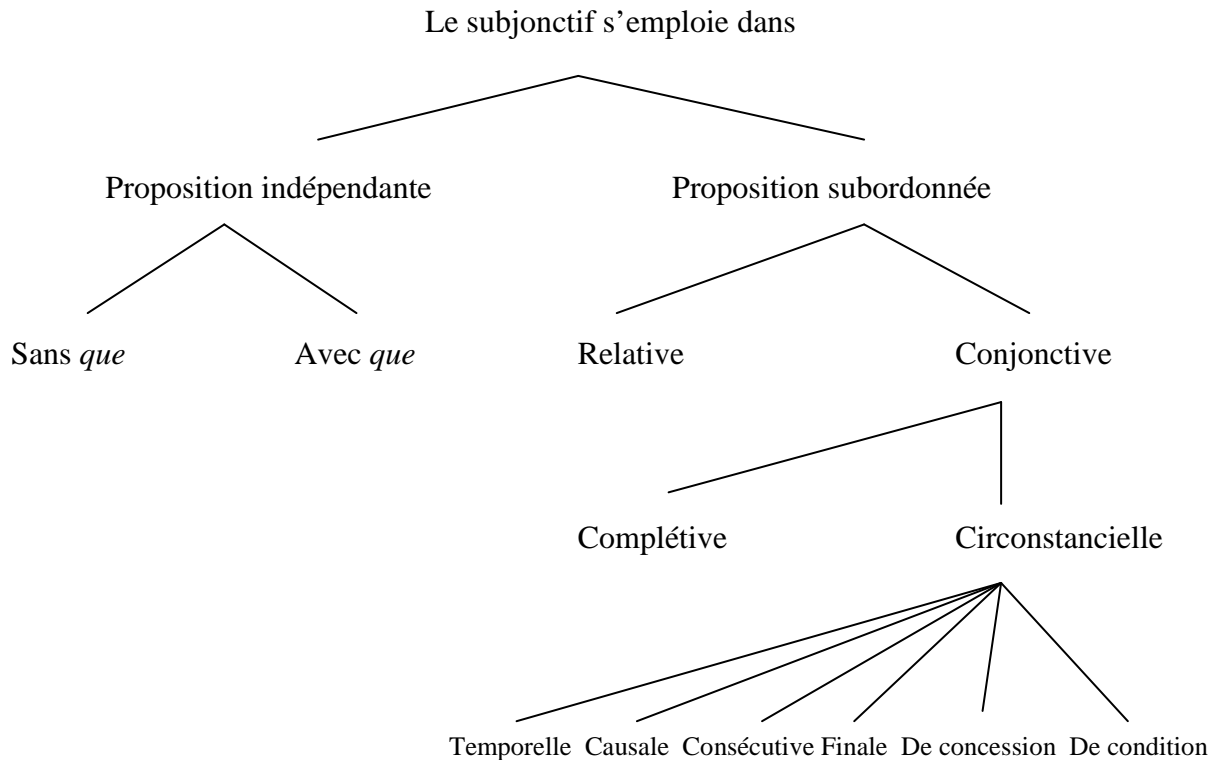 Le subjonctif s’emploie dans
Proposition indépendante Proposition subordonnée
Sans que Avec que Relative Conjonctive
Complétive Circonstancielle
Temporelle Causale Consécutive Finale De concession De condition